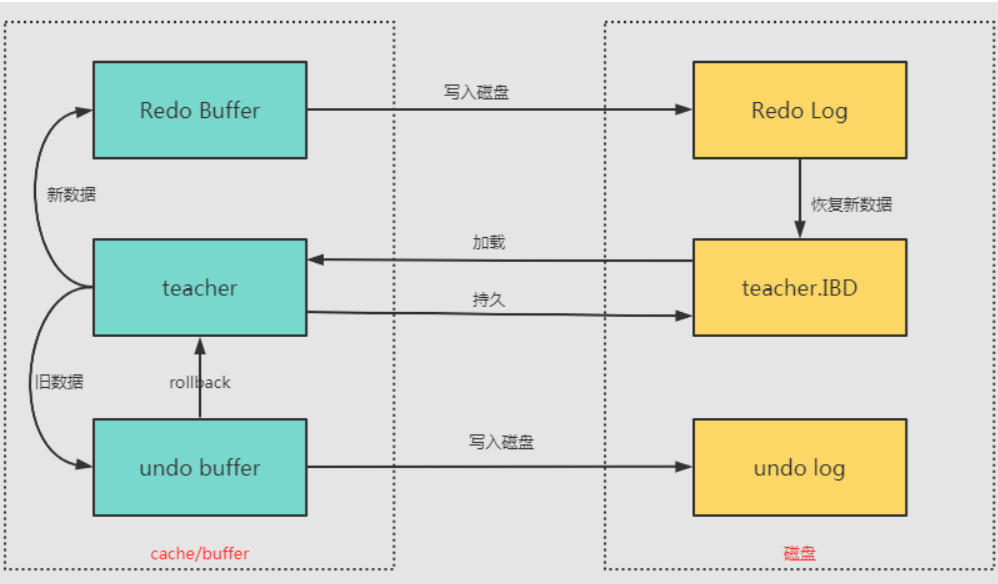 Redo Buffer
写入磁盘
Redo Log
新数据
恢复新数据
teacher
加载
持久
teacher.IBD
旧数据
rollback
undo buffer
写入磁盘
undo log
cache/buffer
磁盘